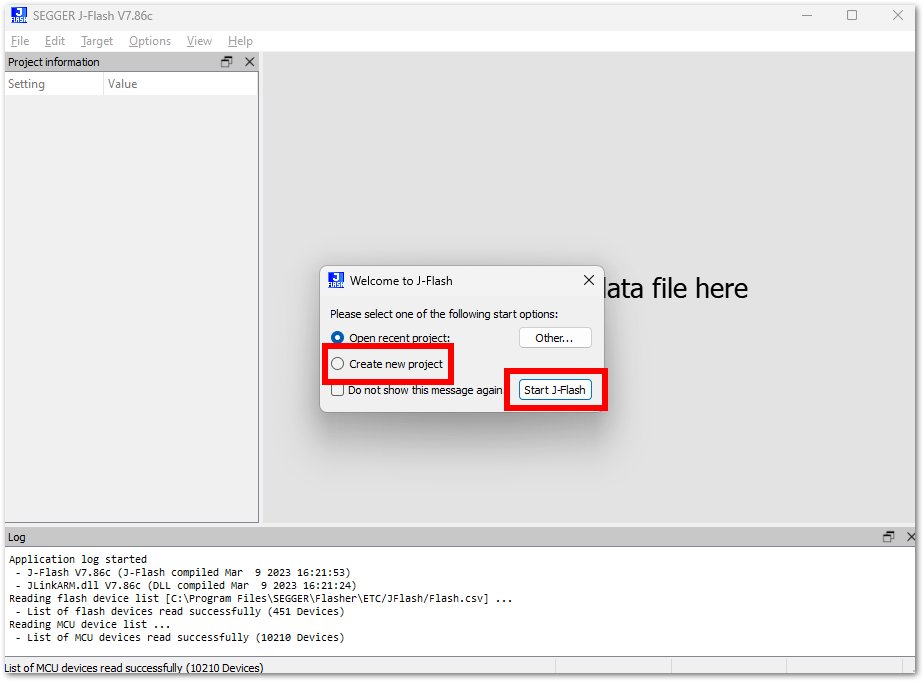 J FLASH SEGGER J-Flash V7.86c
File Edit Target Options View Help
Project information
Setting Value
data file here
J FLASH Welcome to J-Flash
Please select one of the following start options:
Open recent project: Other...
Create new project
Do not show this message again. Start J-Flash
Log
Application log started
- J-Flash V7.86c (J-Flash compiled Mar  9 2023 16:21:53)
- JLinkARM.dll V7.86c (DLL compiled Mar  9 2023 16:21:24)
Reading flash device list [C:\Program Files\SEGGER\Flasher\ETC/JFlash/Flash.csv] ...
- List of flash devices read successfully (451 Devices)
Reading MCU device list ...
- List of MCU devices read successfully (10210 Devices)
List of MCU devices read successfully (10210 Devices)